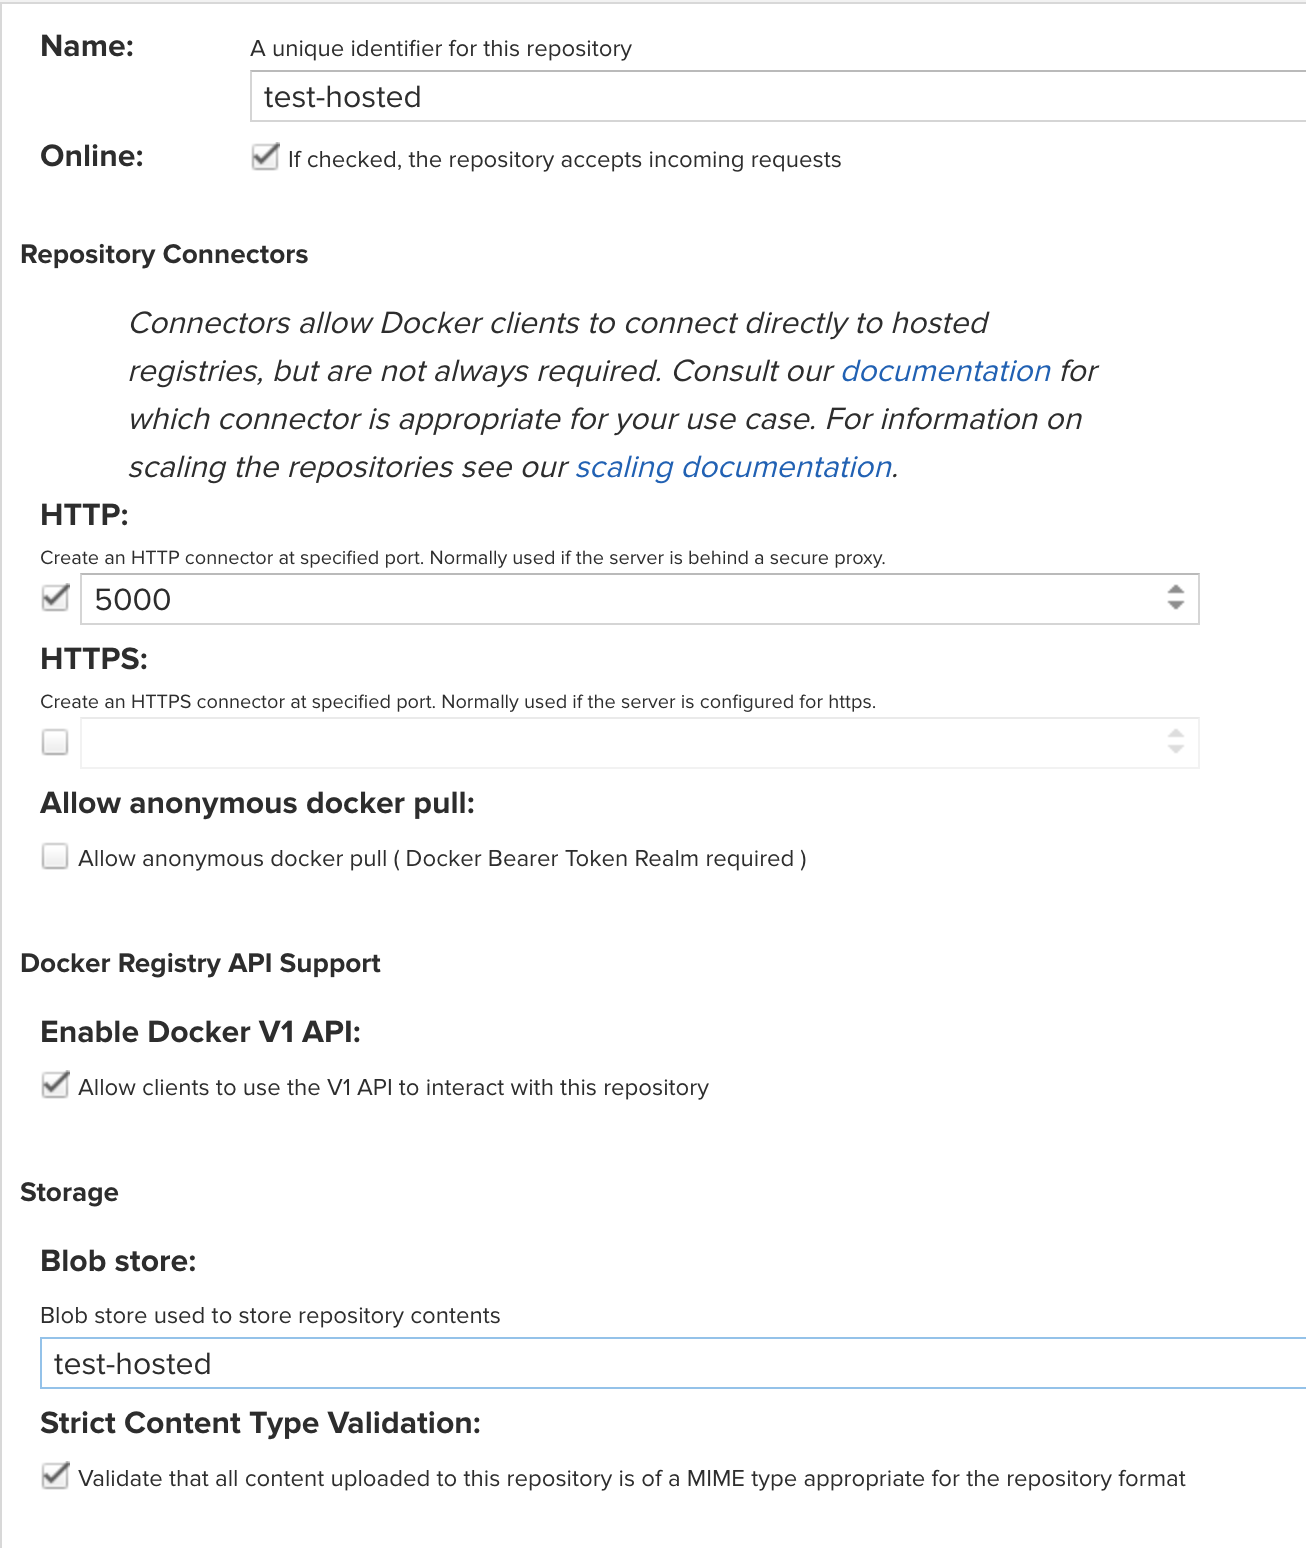 Name:
A unique identifier for this repository
test-hosted
Online:
If checked, the repository accepts incoming requests
Repository Connectors
Connectors allow Docker clients to connect directly to hosted
registries, but are not always required. Consult our documentation for
which connector is appropriate for your use case. For information on
scaling the repositories see our scaling documentation.
HTTP:
Create an HTTP connector at specified port. Normally used if the server is behind a secure proxy.
5000
HTTPS:
Create an HTTPS connector at specified port. Normally used if the server is configured for https.
Allow anonymous docker pull:
Allow anonymous docker pull ( Docker Bearer Token Realm required )
Docker Registry API Support
Enable Docker V1 API:
Allow clients to use the V1 API to interact with this repository
Storage
Blob store:
Blob store used to store repository contents
test-hosted
Strict Content Type Validation:
Validate that all content uploaded to this repository is of a MIME type appropriate for the repository format